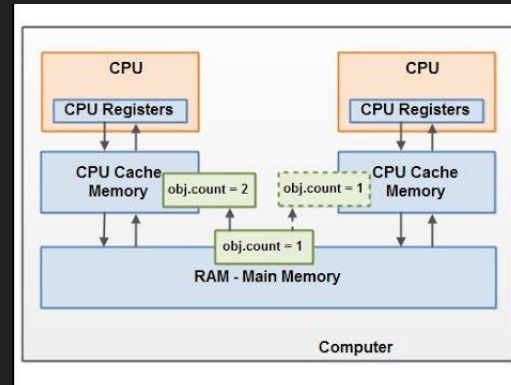 CPU
CPU
CPU Registers
CPU Registers
CPU Cache
Memory
CPU Cache
Memory
obj.count = 2
obj.count = 1
obj.count = 1
RAM - Main Memory
Computer